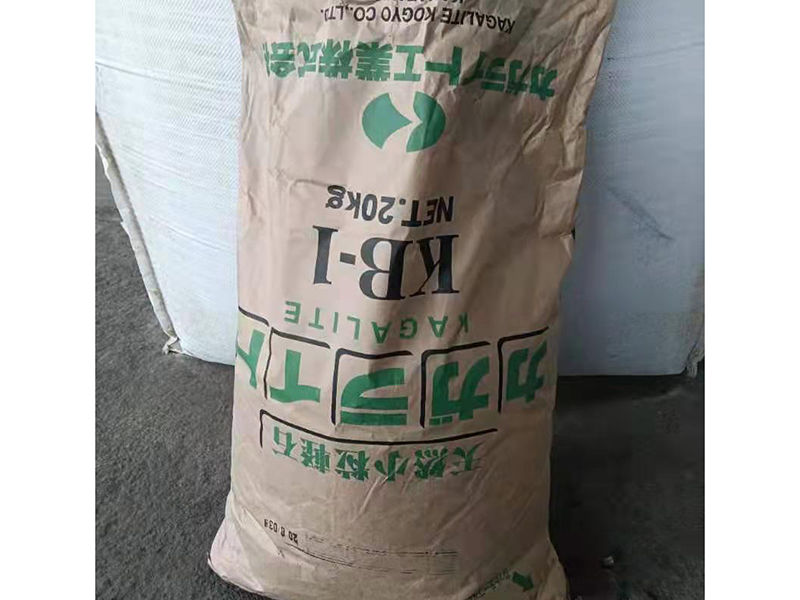 天然小粒軽石
カガライト
KAGALITE
KB-1
NET.20kg
カガライト工業株式会
KAGALITE KOGYO CO.,LTD.